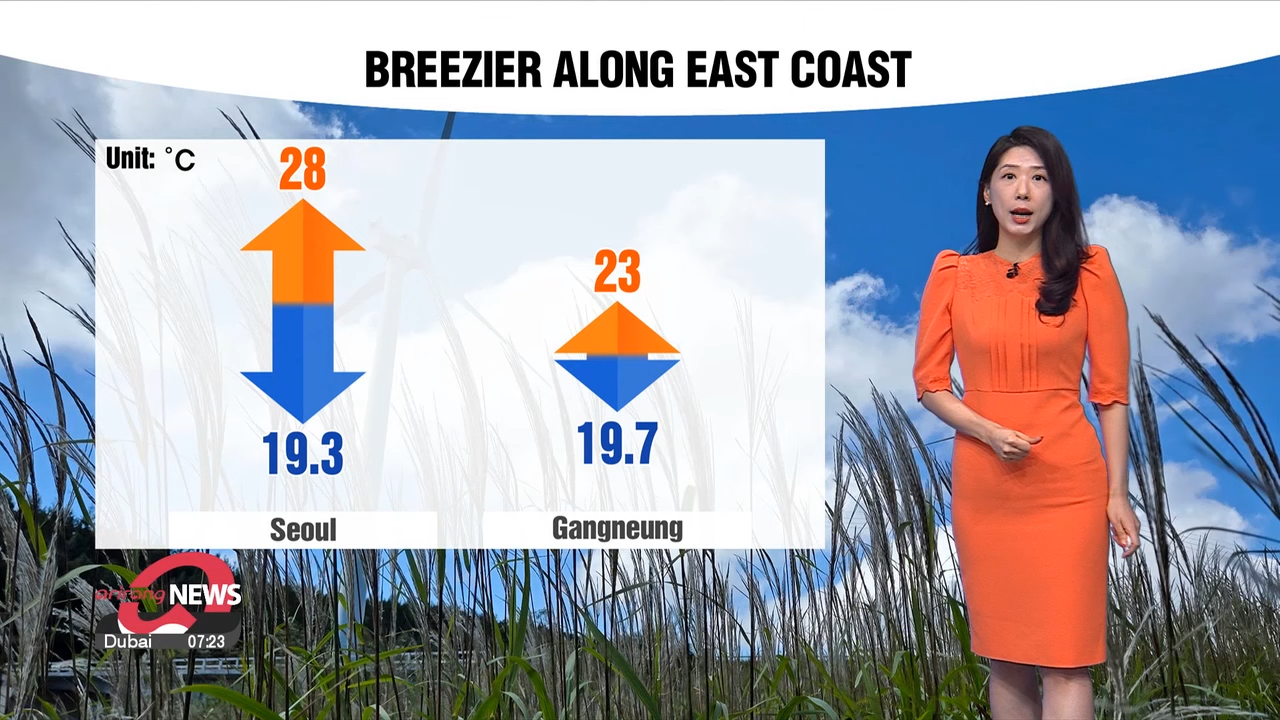 BREEZIER ALONG EAST COAST
Unit: °C
28
19.3
Seoul
23
19.7
Gangneung
arirang NEWS
Dubai 07:23